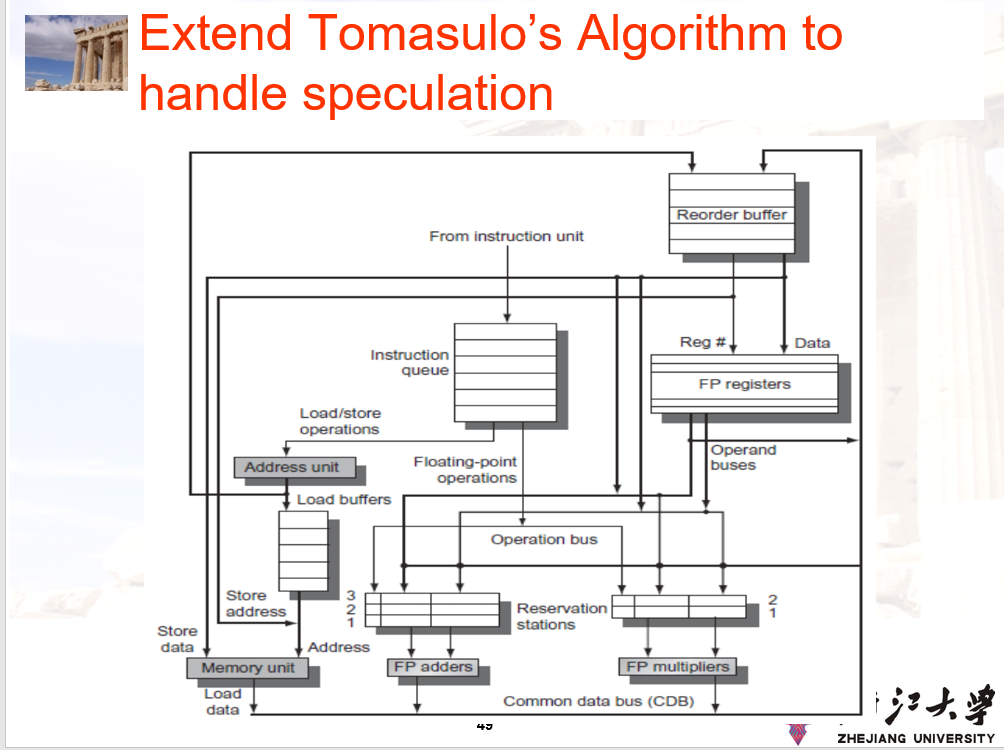 Extend Tomasulo's Algorithm to
handle speculation
Reorder buffer
From instruction unit
Reg #
Data
Instruction
queue
FP registers
Load/store
operations
Operand
buses
Address unit
Floating-point
operations
Load buffers
Operation bus
Store
address
3
2
1
Reservation
stations
2
1
Store
data
Address
Memory unit
FP adders
FP multipliers
Load
data
Common data bus (CDB)
49
江大学
ZHEJIANG UNIVERSITY